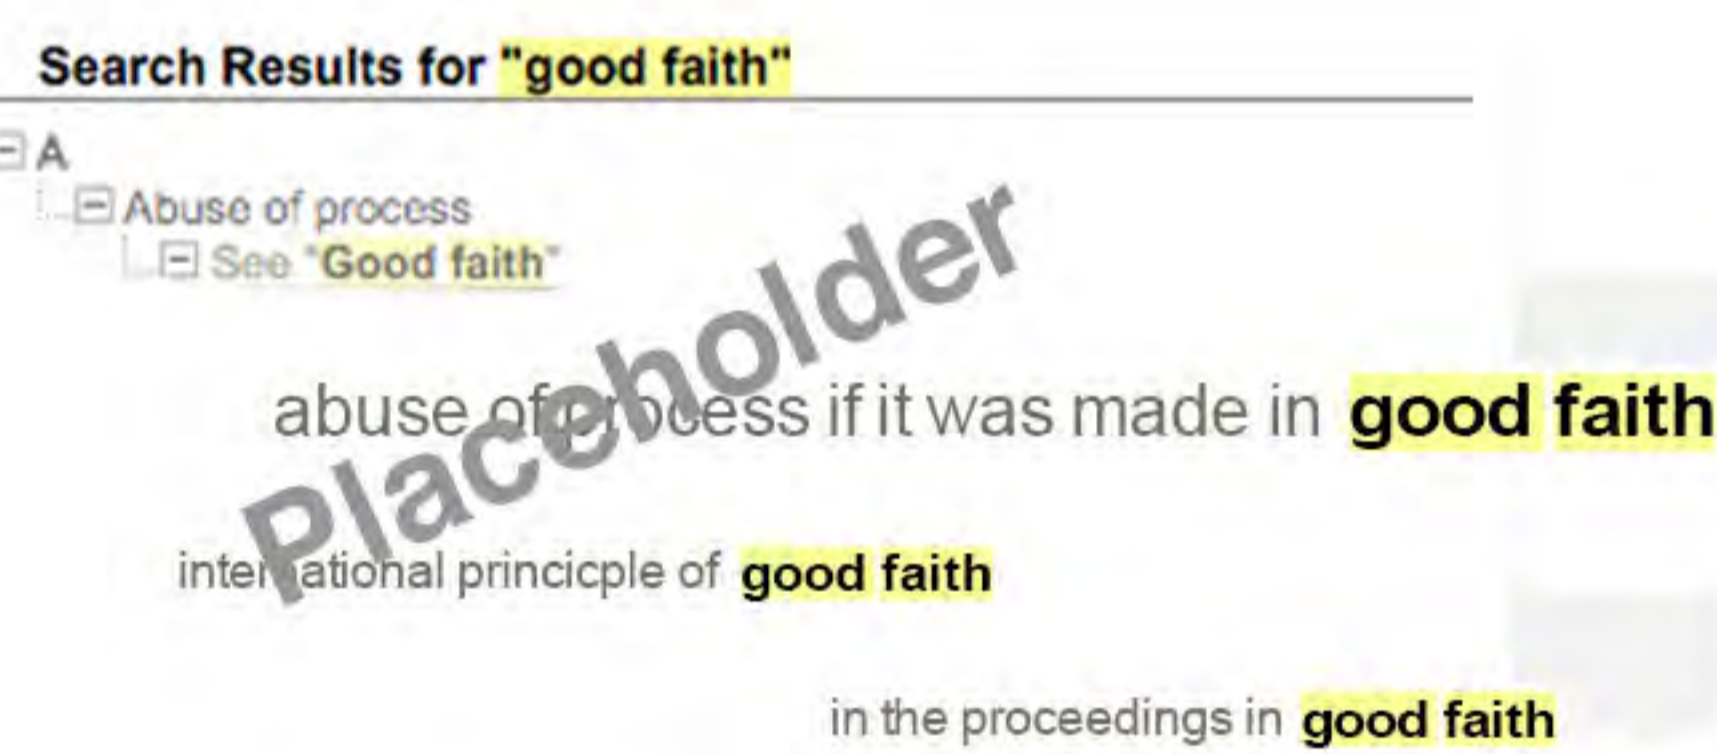 Search Results for "good faith"
A
Abuse of process
See "Good faith"
Placeholder
abuse of process if it was made in good faith
international princicple of good faith
in the proceedings in good faith